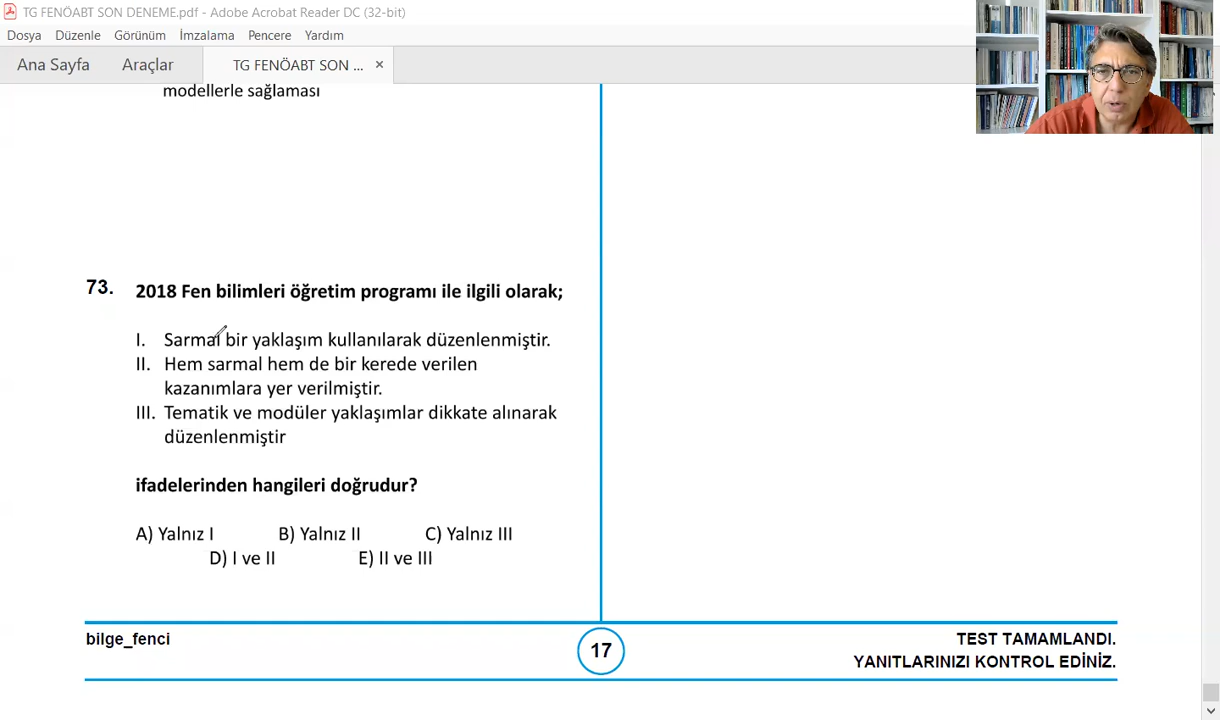 TG FENÖABT SON DENEME.pdf - Adobe Acrobat Reader DC (32-bit)
Dosya Düzenle Görünüm İmzalama Pencere Yardım
Ana Sayfa Araçlar TG FENÖABT SON ... ×
modellerle sağlaması
73. 2018 Fen bilimleri öğretim programı ile ilgili olarak;
I. Sarmal bir yaklaşım kullanılarak düzenlenmiştir.
II. Hem sarmal hem de bir kerede verilen
kazanımlara yer verilmiştir.
III. Tematik ve modüler yaklaşımlar dikkate alınarak
düzenlenmiştir
ifadelerinden hangileri doğrudur?
A) Yalnız I B) Yalnız II C) Yalnız III
D) I ve II E) II ve III
bilge_fenci
17
TEST TAMAMLANDI.
YANITLARINIZI KONTROL EDİNİZ.